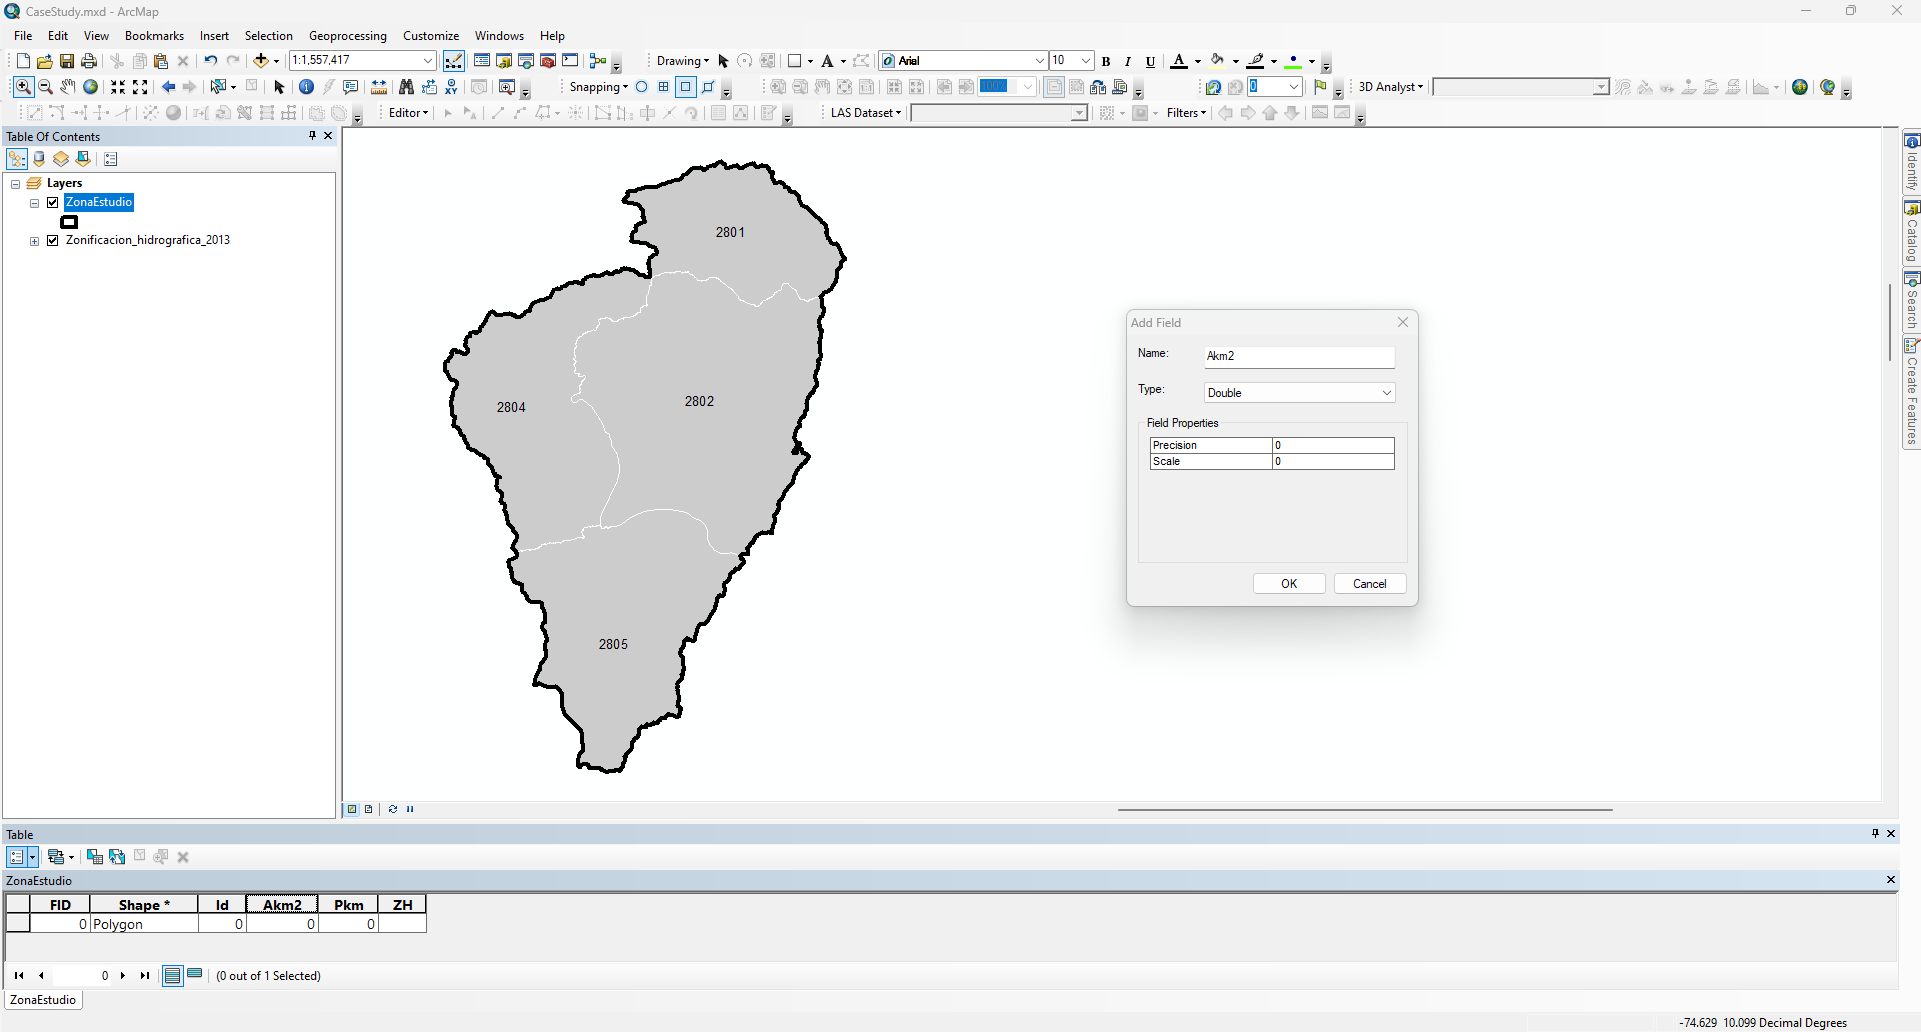 CaseStudy.mxd - ArcMap
File Edit View Bookmarks Insert Selection Geoprocessing Customize Windows Help
1:1,557,417 Drawing Arial 10 B I U A
Snapping 100% 0 3D Analyst
Editor LAS Dataset Filters
Table Of Contents
Layers
ZonaEstudio
Zonificacion_hidrografica_2013
2801
2804
2802
2805
Add Field
Name: Akm2
Type: Double
Field Properties
Precision 0
Scale 0
OK Cancel
Identify
Catalog
Search
Create Features
Table
ZonaEstudio
FID Shape * Id Akm2 Pkm ZH
0 Polygon 0 0 0
0 (0 out of 1 Selected)
ZonaEstudio
-74.629 10.099 Decimal Degrees